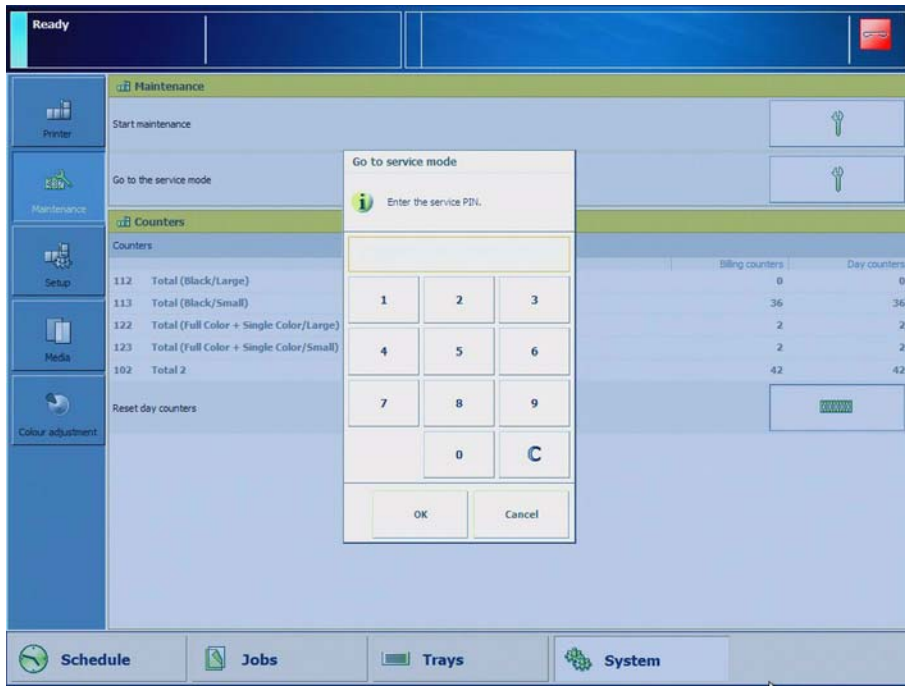 Ready
Maintenance
Start maintenance
Go to the service mode
Counters
Counters
Billing counters Day counters
112 Total (Black/Large) 0 0
113 Total (Black/Small) 36 36
122 Total (Full Color + Single Color/Large) 2 2
123 Total (Full Color + Single Color/Small) 2 2
102 Total 2 42 42
Reset day counters
Printer
Maintenance
Setup
Media
Colour adjustment
Go to service mode
Enter the service PIN.
1 2 3
4 5 6
7 8 9
0 C
OK Cancel
Schedule Jobs Trays System